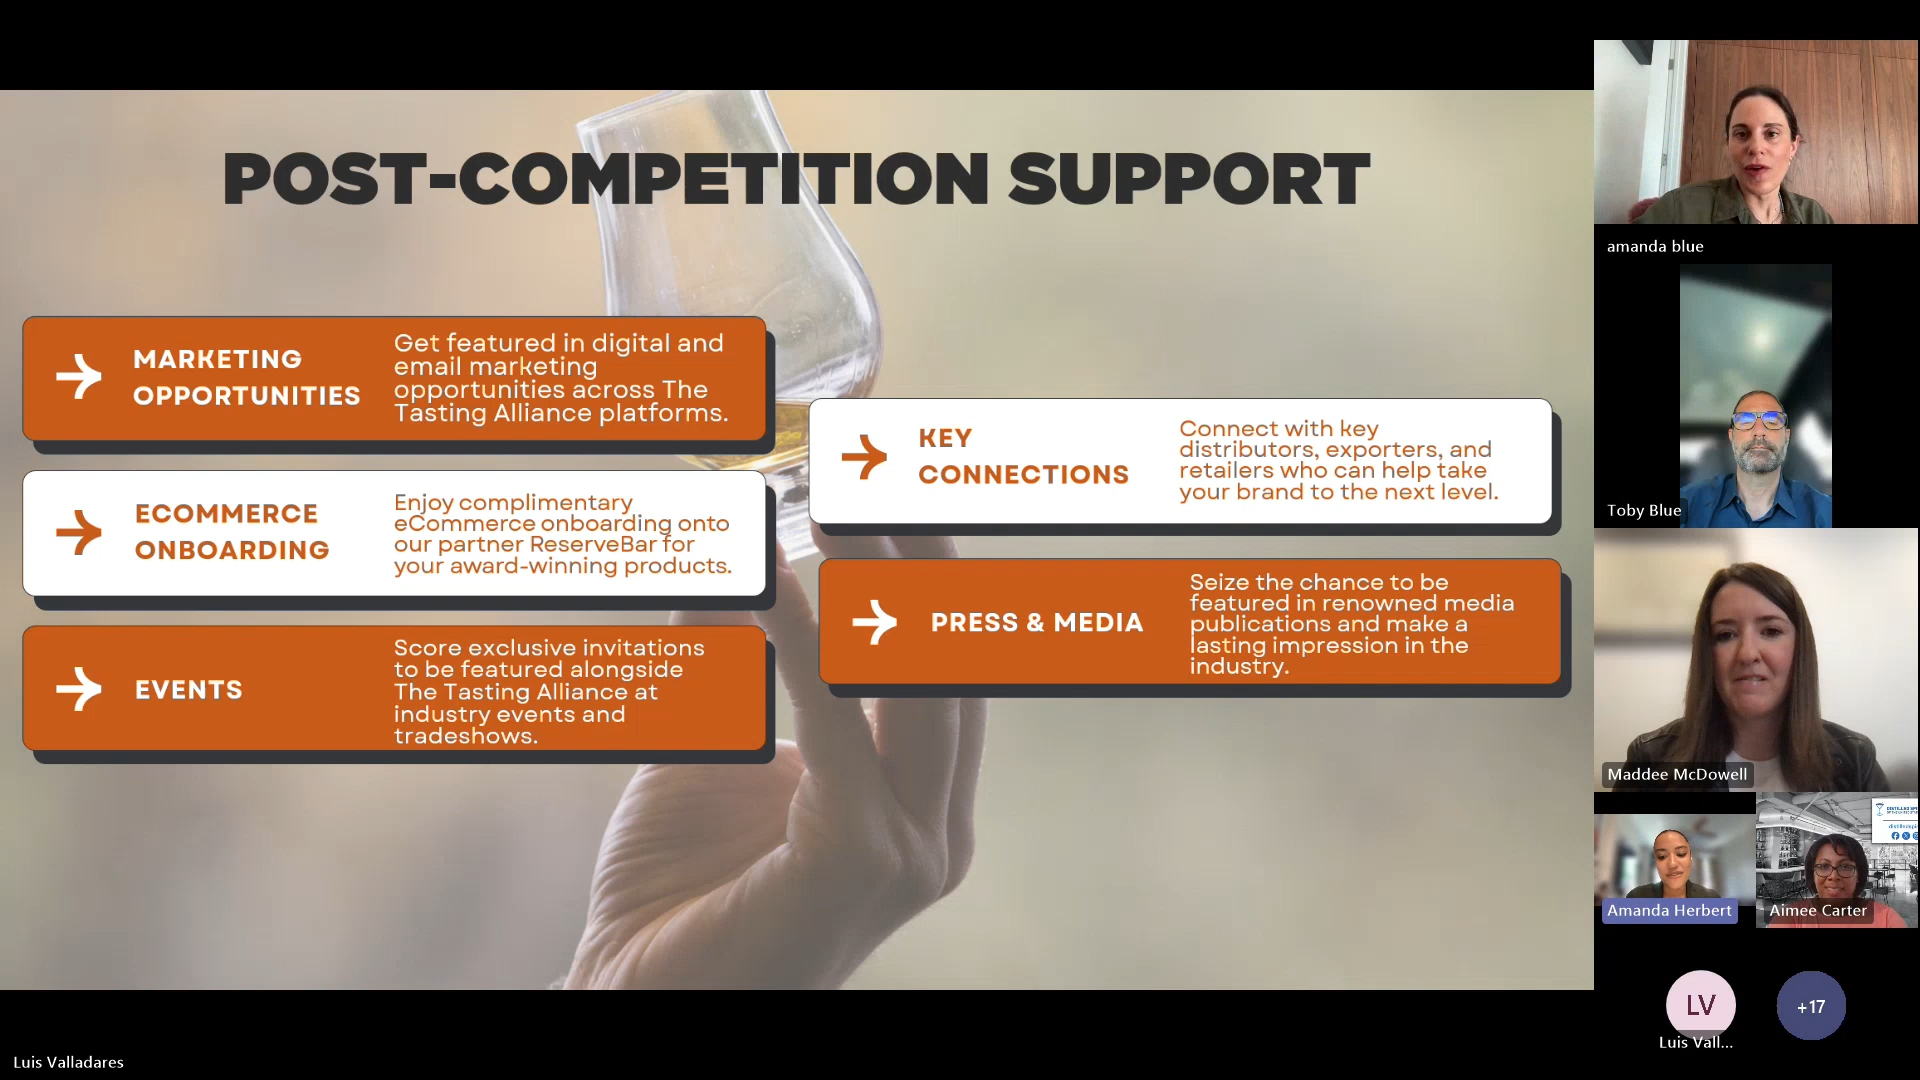 POST-COMPETITION SUPPORT
MARKETING
OPPORTUNITIES
Get featured in digital and
email marketing
opportunities across The
Tasting Alliance platforms.
ECOMMERCE
ONBOARDING
Enjoy complimentary
eCommerce onboarding onto
our partner ReserveBar for
your award-winning products.
EVENTS
Score exclusive invitations
to be featured alongside
The Tasting Alliance at
industry events and
tradeshows.
KEY
CONNECTIONS
Connect with key
distributors, exporters, and
retailers who can help take
your brand to the next level.
PRESS & MEDIA
Seize the chance to be
featured in renowned media
publications and make a
lasting impression in the
industry.
amanda blue
Toby Blue
Maddee McDowell
Amanda Herbert
Aimee Carter
LV
Luis Vall...
+17
Luis Valladares